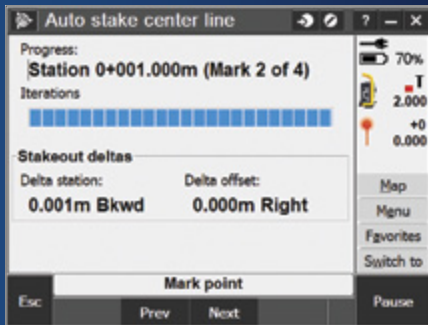 Auto stake center line
? – ×
Progress:
Station 0+001.000m (Mark 2 of 4)
Iterations
70%
T
2.000
+0
0.000
Stakeout deltas
Delta station:
Delta offset:
0.001m Bkwd
0.000m Right
Map
Menu
Favorites
Switch to
Mark point
Esc
Prev
Next
Pause